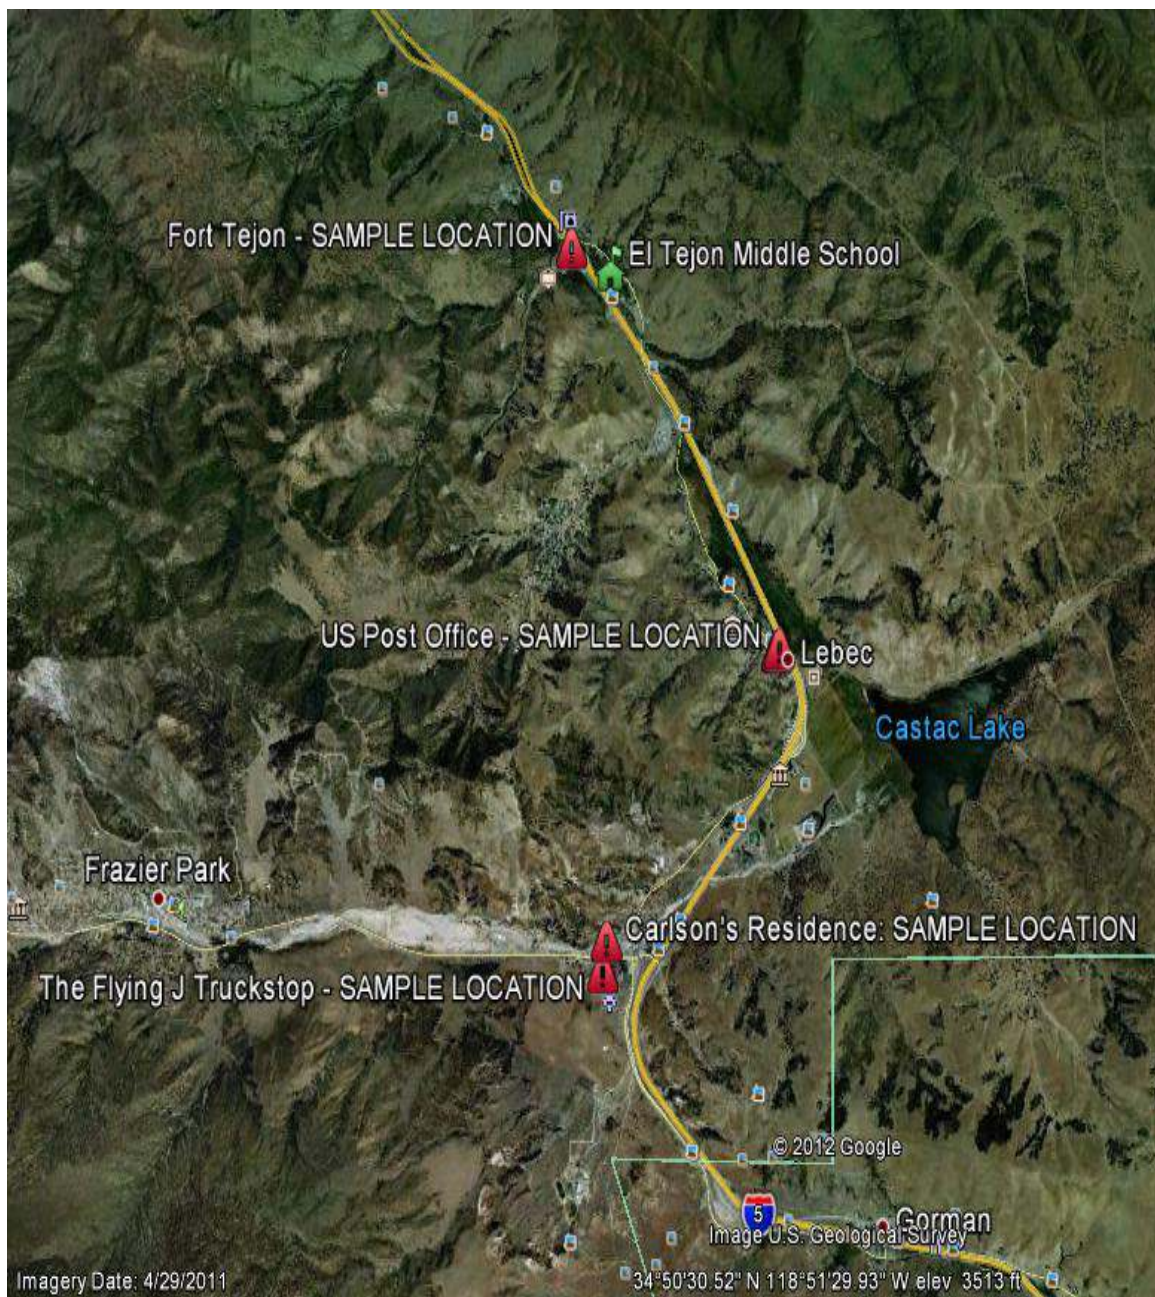 Fort Tejon - SAMPLE LOCATION
El Tejon Middle School
US Post Office - SAMPLE LOCATION
Lebec
Castac Lake
Frazier Park
Carlson's Residence: SAMPLE LOCATION
The Flying J Truckstop - SAMPLE LOCATION
© 2012 Google
5
Gorman
Image U.S. Geological Survey
Imagery Date: 4/29/2011
34°50'30.52" N 118°51'29.93" W elev 3513 ft